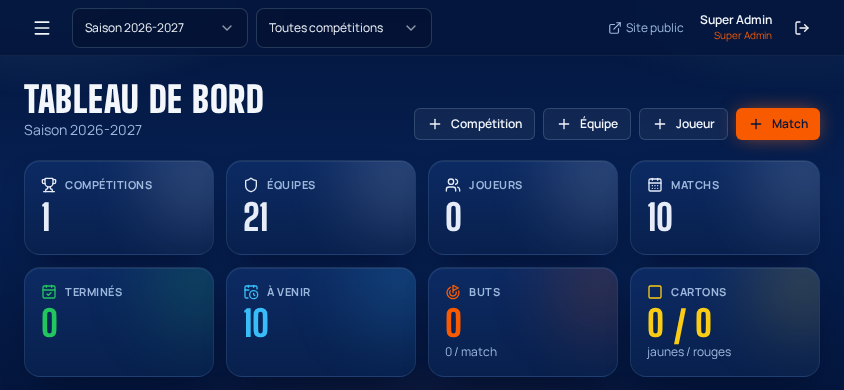 Saison 2026-2027
Toutes compétitions
Site public
Super Admin
Super Admin
TABLEAU DE BORD
Saison 2026-2027
Compétition
Équipe
Joueur
Match
COMPÉTITIONS
1
ÉQUIPES
21
JOUEURS
0
MATCHS
10
TERMINÉS
0
À VENIR
10
BUTS
0
0 / match
CARTONS
0 / 0
jaunes / rouges